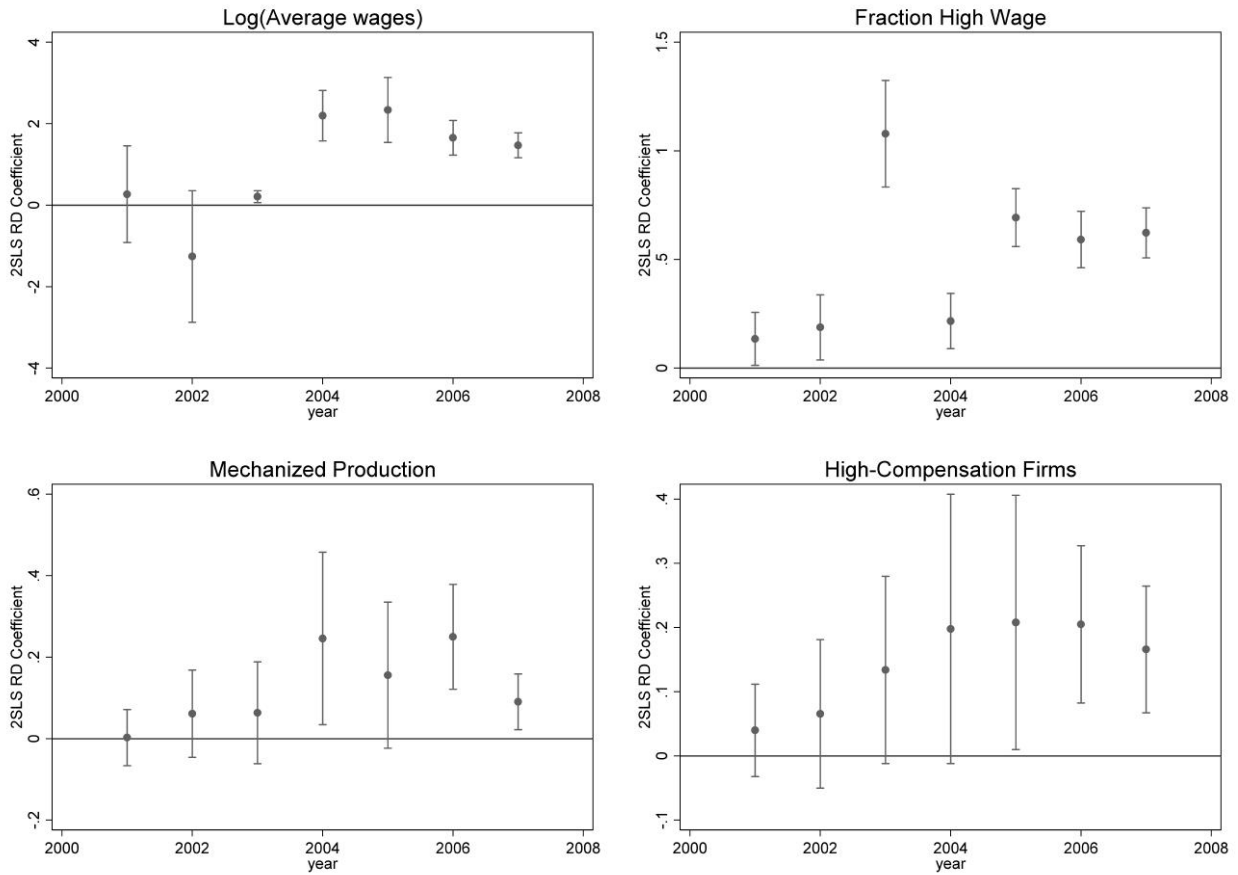 Log(Average wages)
2SLS RD Coefficient
4
2
0
-2
-4
2000 2002 2004 2006 2008
year
Fraction High Wage
2SLS RD Coefficient
1.5
1
.5
0
2000 2002 2004 2006 2008
year
Mechanized Production
2SLS RD Coefficient
.6
.4
.2
0
-.2
2000 2002 2004 2006 2008
year
High-Compensation Firms
2SLS RD Coefficient
.4
.3
.2
.1
0
-.1
2000 2002 2004 2006 2008
year